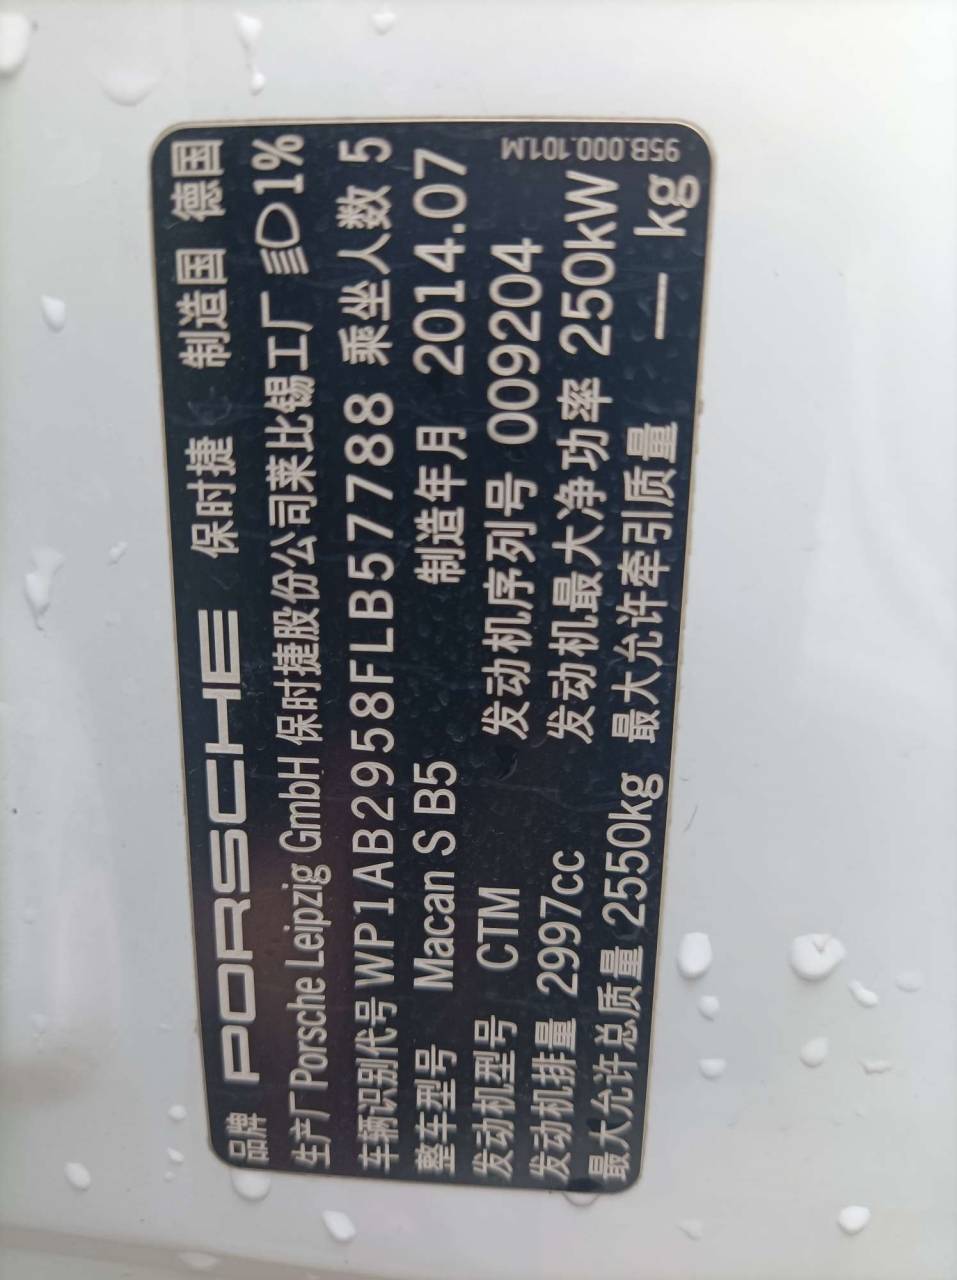 品牌 PORSCHE 保时捷 制造国 德国
生产厂 Porsche Leipzig GmbH 保时捷股份公司莱比锡工厂 1%
车辆识别代号 WP1AB2958FLB57788 乘坐人数 5
整车型号 Macan S B5 制造年月 2014.07
发动机型号 CTM 发动机序列号 009204
发动机排量 2997cc 发动机最大净功率 250kW
最大允许总质量 2550kg 最大允许牵引质量 — kg
95B.000.101.M